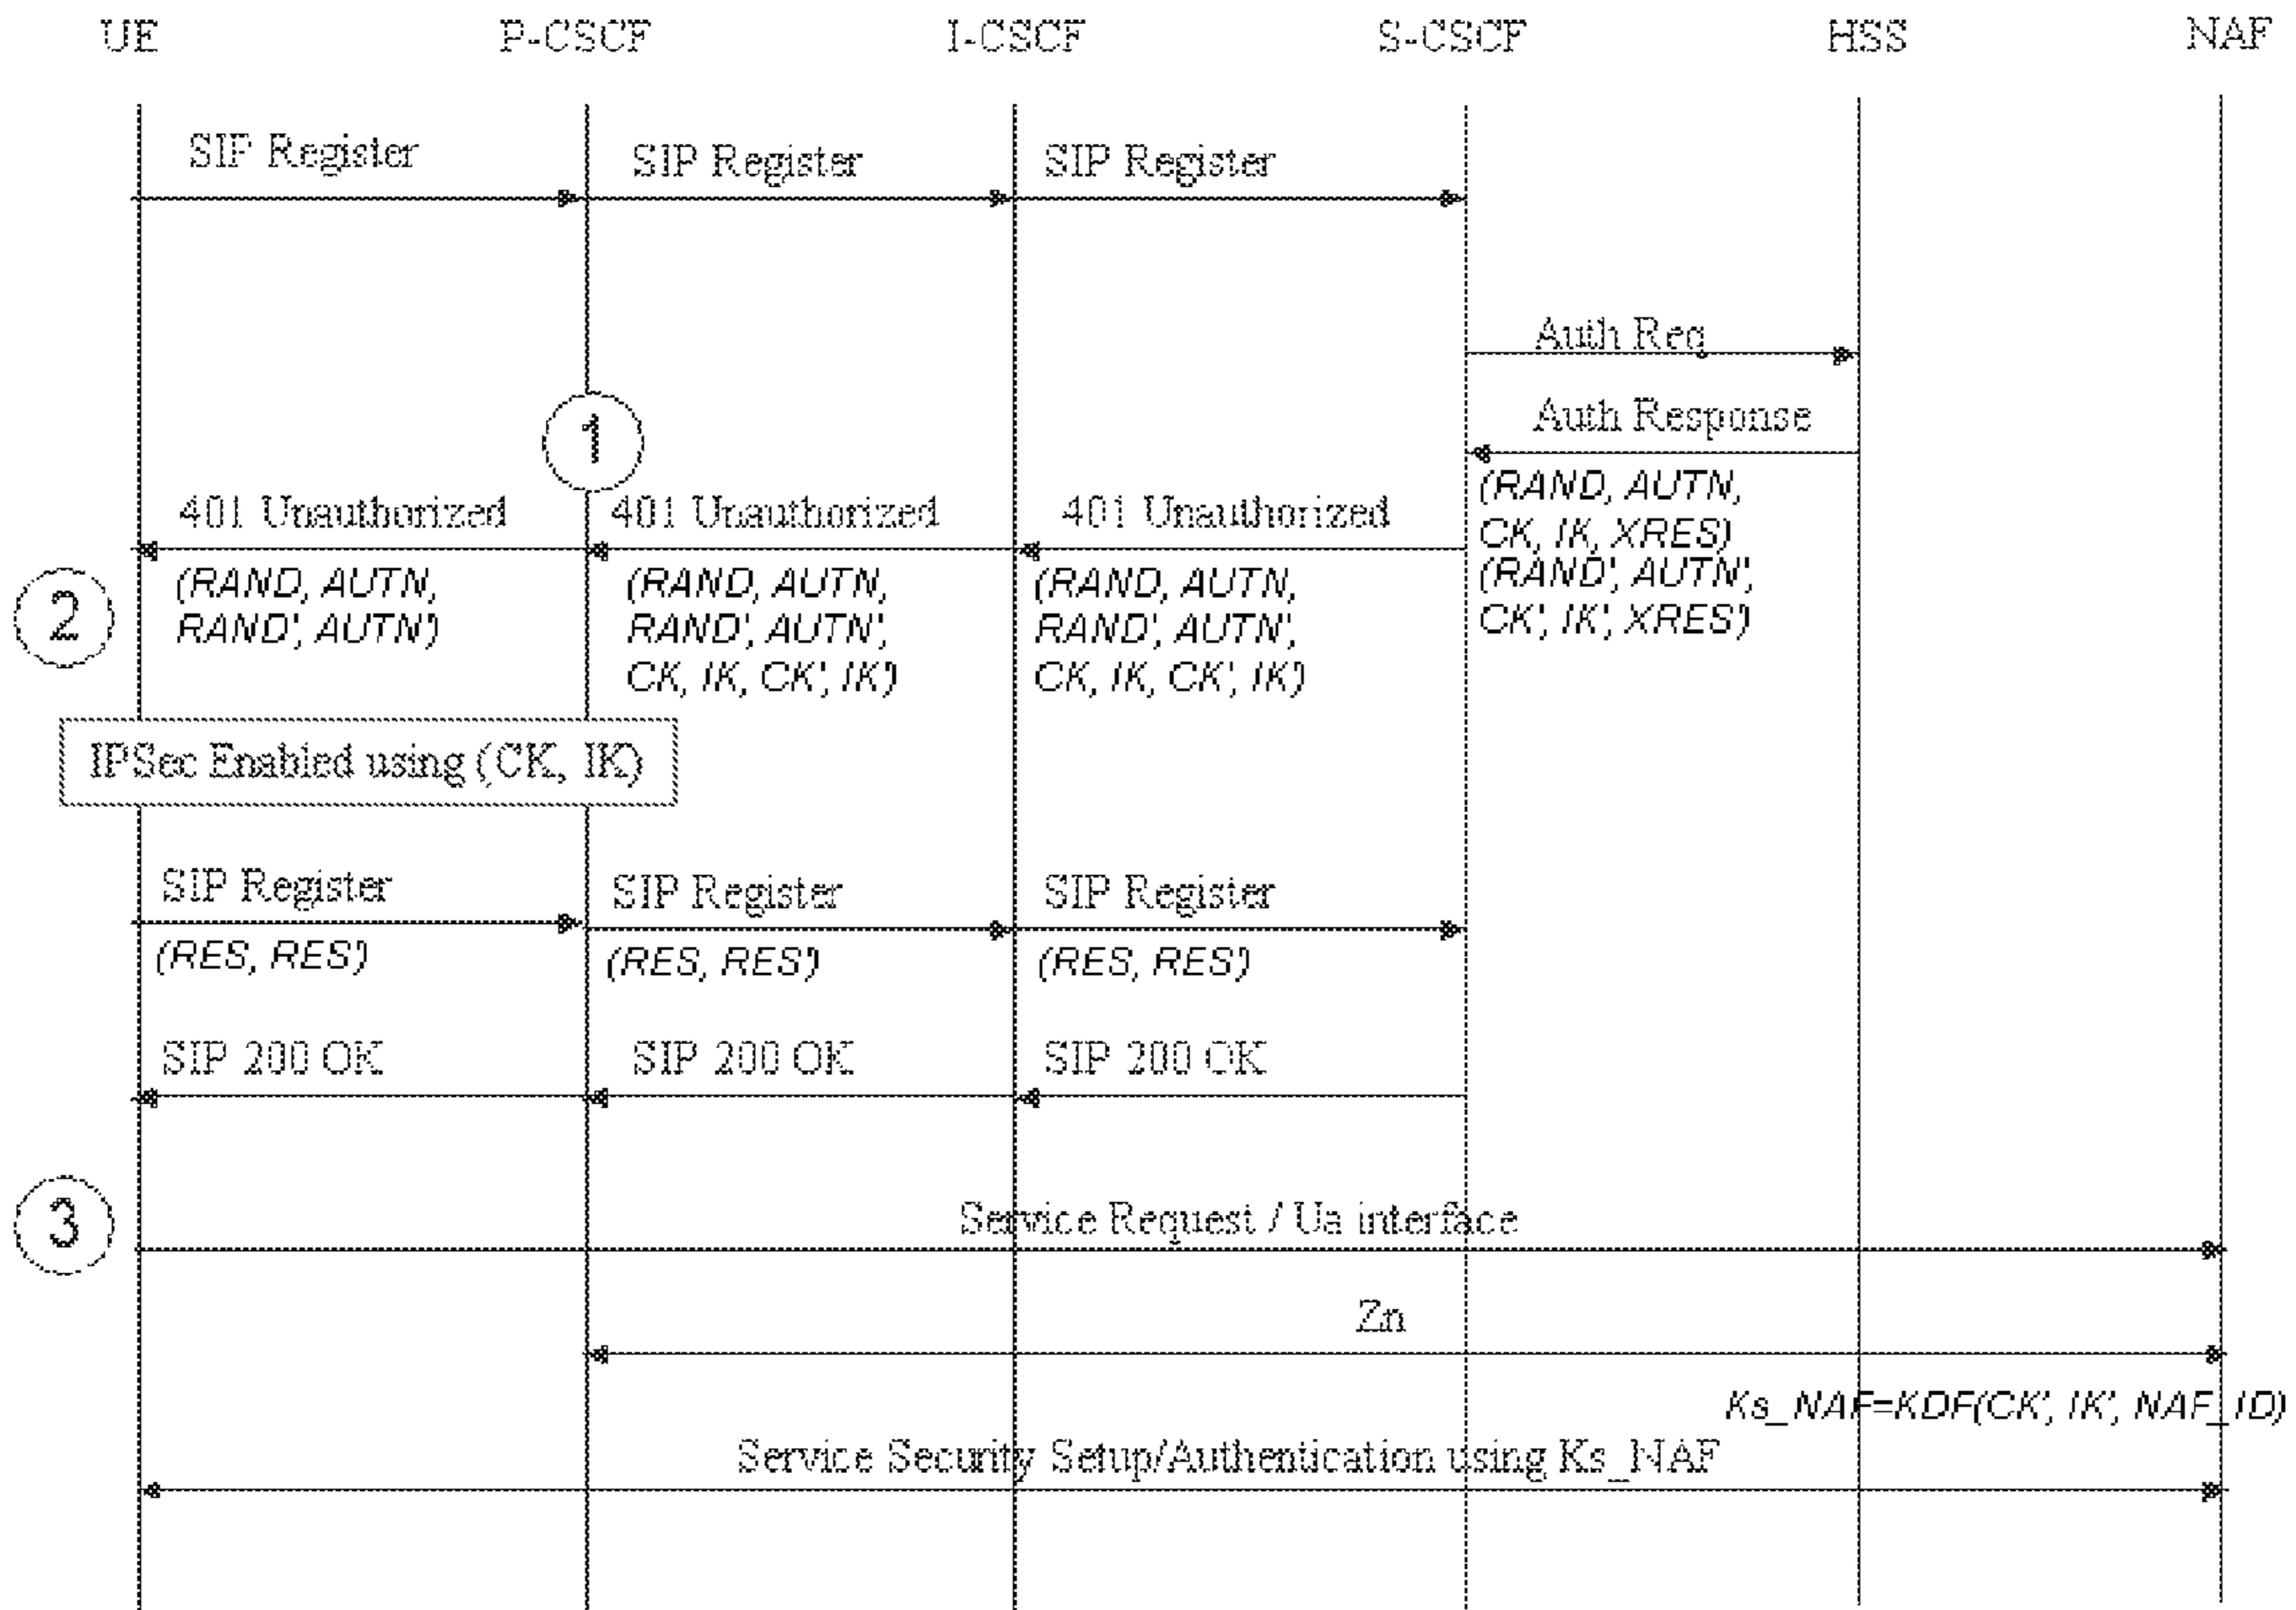 UE P-CSCF I-CSCF S-CSCF HSS NAF
SIP Register SIP Register SIP Register
Auth Req
Auth Response
1
401 Unauthorized 401 Unauthorized 401 Unauthorized
(RAND, AUTN,
CK, IK, XRES)
(RAND', AUTN',
CK', IK', XRES')
2
(RAND, AUTN,
RAND', AUTN')
(RAND, AUTN,
RAND', AUTN',
CK, IK, CK', IK')
(RAND, AUTN,
RAND', AUTN',
CK, IK, CK', IK')
IPSec Enabled using (CK, IK)
SIP Register SIP Register SIP Register
(RES, RES') (RES, RES') (RES, RES')
SIP 200 OK SIP 200 OK SIP 200 OK
3
Service Request / Ua interface
Zn
Ks_NAF=KDF(CK', IK', NAF_ID)
Service Security Setup/Authentication using Ks_NAF